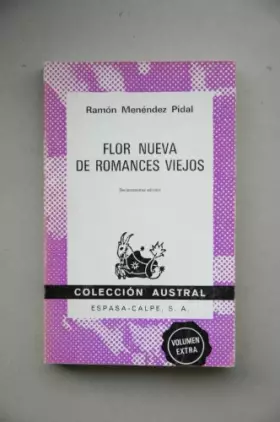 Ramón Menéndez Pidal
FLOR NUEVA
DE ROMANCES VIEJOS
COLECCIÓN AUSTRAL
ESPASA-CALPE, S. A.
VOLUMEN
EXTRA